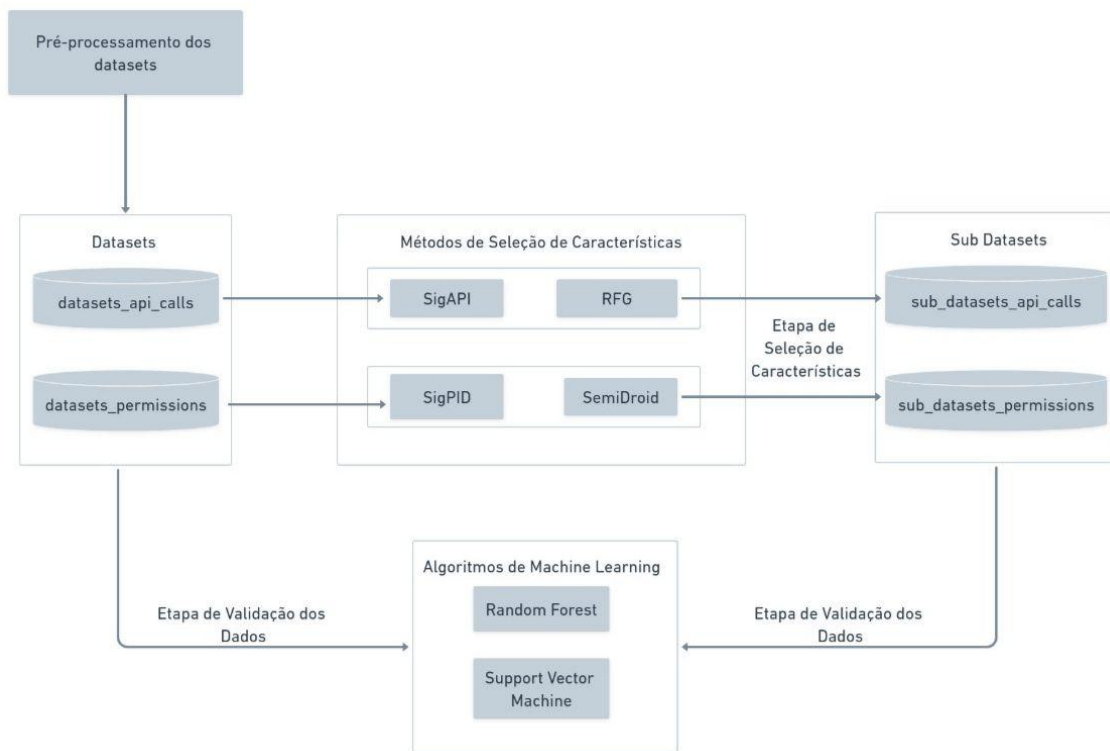 Pré-processamento dos
datasets
Datasets
datasets_api_calls
datasets_permissions
Métodos de Seleção de Características
SigAPI
RFG
SigPID
SemiDroid
Etapa de
Seleção de
Características
Sub Datasets
sub_datasets_api_calls
sub_datasets_permissions
Etapa de Validação dos
Dados
Algoritmos de Machine Learning
Random Forest
Support Vector
Machine
Etapa de Validação dos
Dados